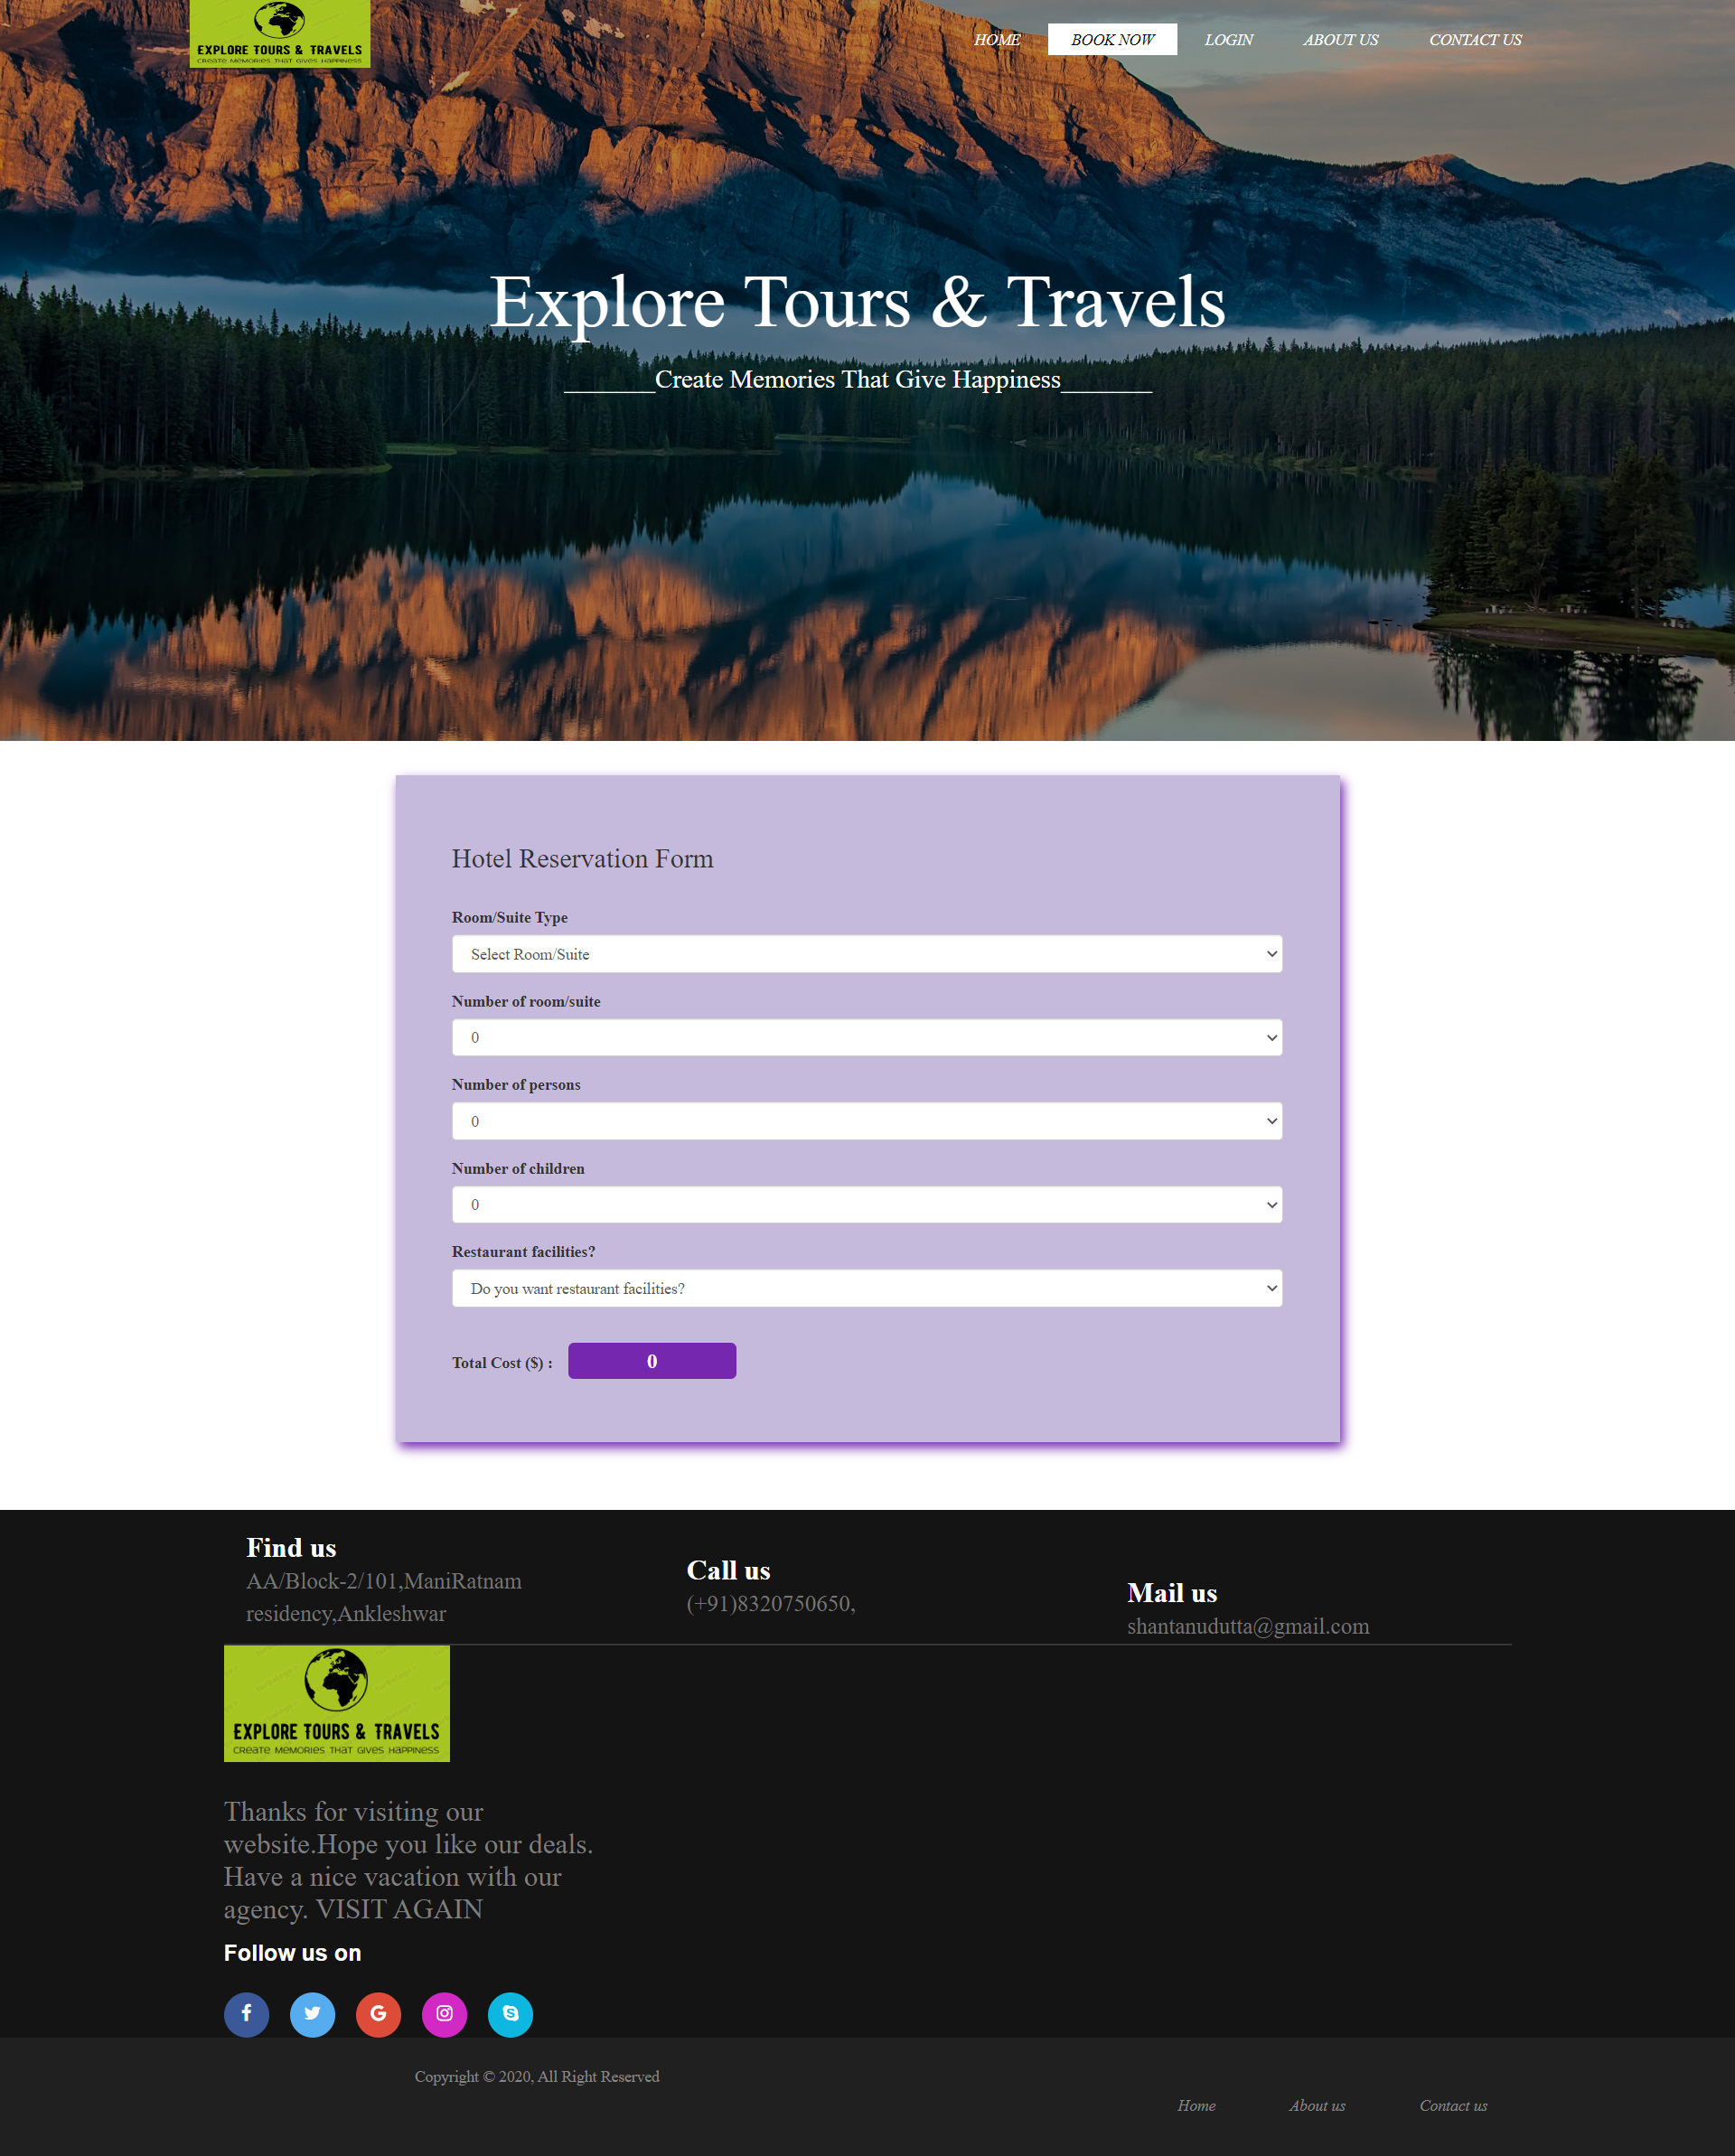 EXPLORE TOURS & TRAVELS
CREATE MEMORIES THAT GIVES HAPPINESS
HOME BOOK NOW LOGIN ABOUT US CONTACT US
Explore Tours & Travels
_______Create Memories That Give Happiness_______
Hotel Reservation Form
Room/Suite Type
Select Room/Suite
Number of room/suite
0
Number of persons
0
Number of children
0
Restaurant facilities?
Do you want restaurant facilities?
Total Cost ($) : 0
Find us
AA/Block-2/101,ManiRatnam
residency,Ankleshwar
Call us
(+91)8320750650,
Mail us
shantanudutta@gmail.com
EXPLORE TOURS & TRAVELS
CREATE MEMORIES THAT GIVES HAPPINESS
Thanks for visiting our
website.Hope you like our deals.
Have a nice vacation with our
agency. VISIT AGAIN
Follow us on
Copyright © 2020, All Right Reserved
Home About us Contact us